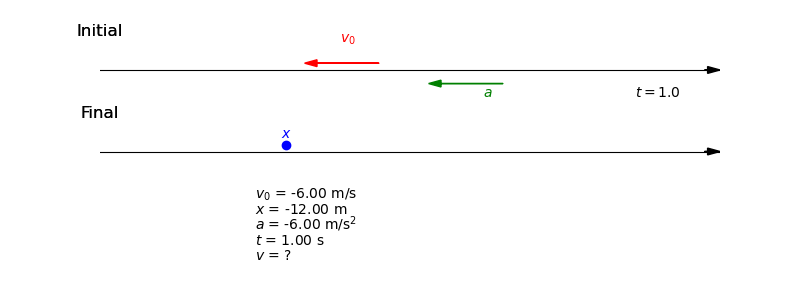 Initial
v₀
a
t = 1.0
Final
x
v₀ = -6.00 m/s
x = -12.00 m
a = -6.00 m/s²
t = 1.00 s
v = ?